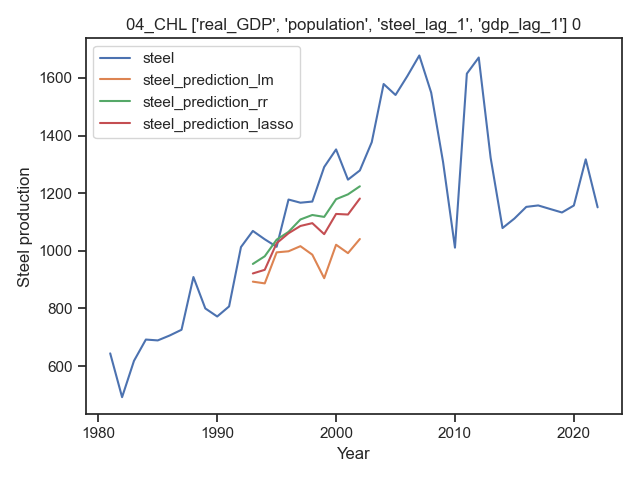 04_CHL ['real_GDP', 'population', 'steel_lag_1', 'gdp_lag_1'] 0
steel
steel_prediction_lm
steel_prediction_rr
steel_prediction_lasso
Steel production
1600
1400
1200
1000
800
600
1980
1990
2000
2010
2020
Year